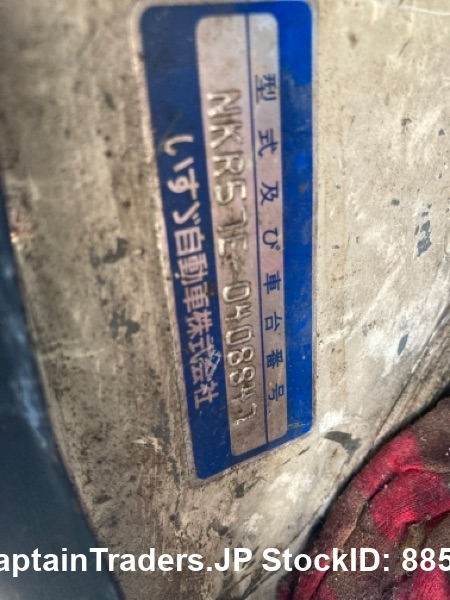 型式及び車台番号
NKR57E-7408841
いすゞ自動車株式会社
aptainTraders.JP StockID: 885